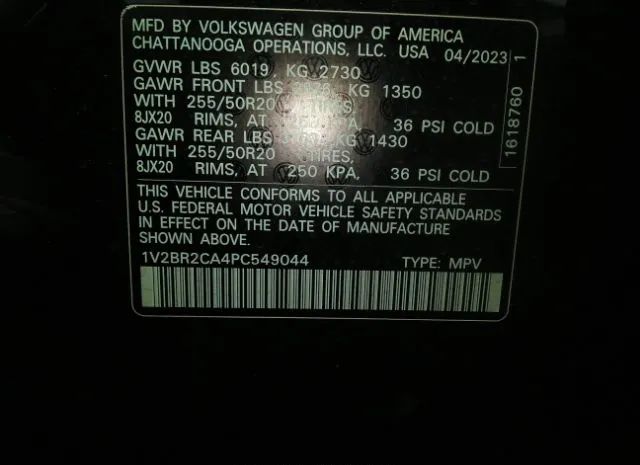 MFD BY VOLKSWAGEN GROUP OF AMERICA
CHATTANOOGA OPERATIONS, LLC. USA 04/2023
GVWR LBS 6019, KG 2730
GAWR FRONT LBS KG 1350
WITH 255/50R20 TIRES,
8JX20 RIMS, AT 36 PSI COLD
GAWR REAR LBS KG 1430
WITH 255/50R20 TIRES,
8JX20 RIMS, AT 250 KPA, 36 PSI COLD
THIS VEHICLE CONFORMS TO ALL APPLICABLE
U.S. FEDERAL MOTOR VEHICLE SAFETY STANDARDS
IN EFFECT ON THE DATE OF MANUFACTURE
SHOWN ABOVE.
1V2BR2CA4PC549044 TYPE: MPV
1618760 1